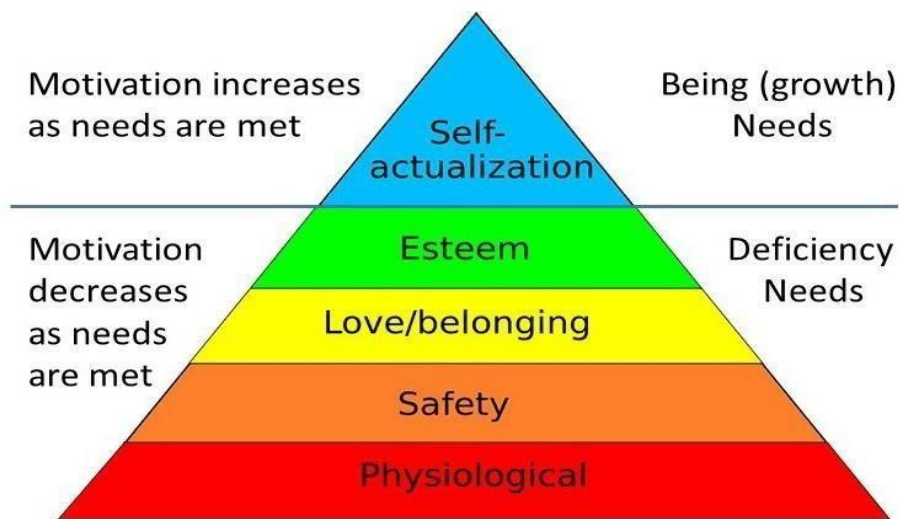 Motivation increases
as needs are met
Being (growth)
Needs
Self-
actualization
Motivation
decreases
as needs
are met
Deficiency
Needs
Esteem
Love/belonging
Safety
Physiological